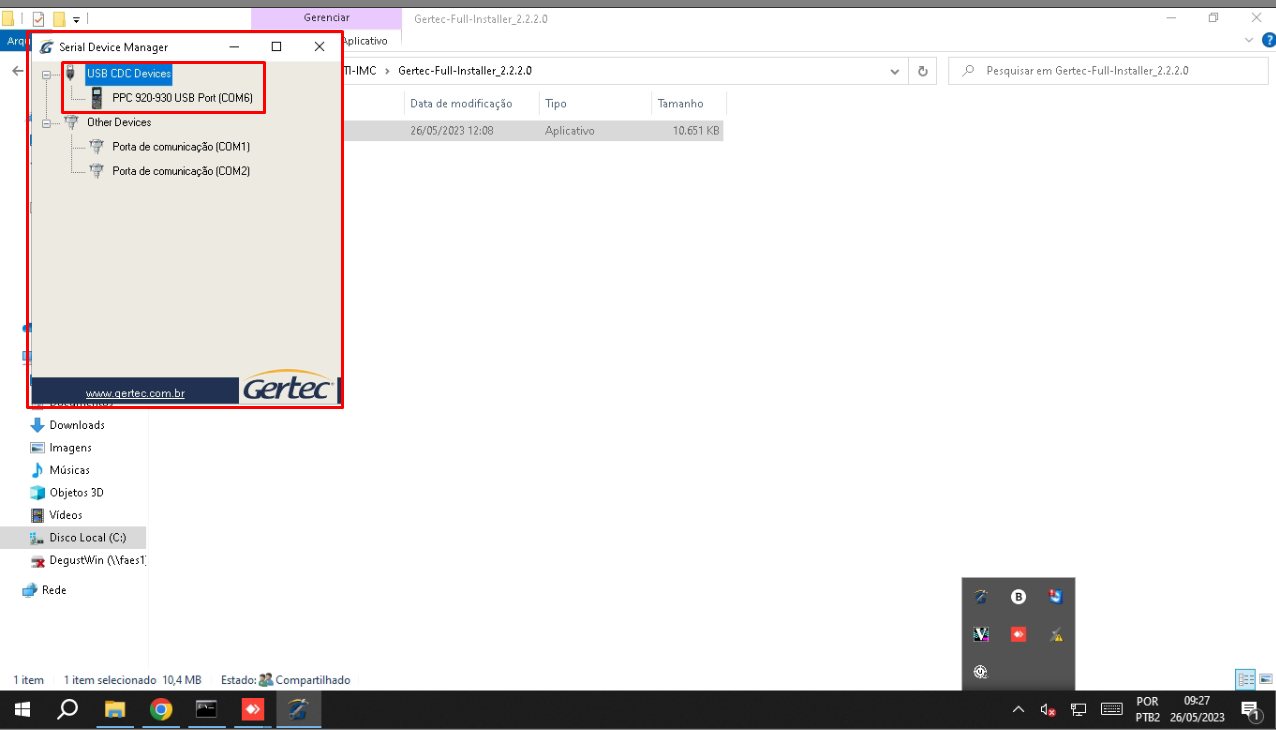 Gerenciar
Gertec-Full-Installer_2.2.2.0
Serial Device Manager
Aplicativo
TI-IMC > Gertec-Full-Installer_2.2.2.0
Pesquisar em Gertec-Full-Installer_2.2.2.0
USB CDC Devices
PPC 920-930 USB Port (COM6)
Other Devices
Porta de comunicação (COM1)
Porta de comunicação (COM2)
www.gertec.com.br
Gertec
Data de modificação
Tipo
Tamanho
26/05/2023 12:08
Aplicativo
10.651 KB
Downloads
Imagens
Músicas
Objetos 3D
Vídeos
Disco Local (C:)
DegustWin (\\faes1
Rede
1 item
1 item selecionado 10,4 MB
Estado: Compartilhado
POR
PTB2
09:27
26/05/2023
1